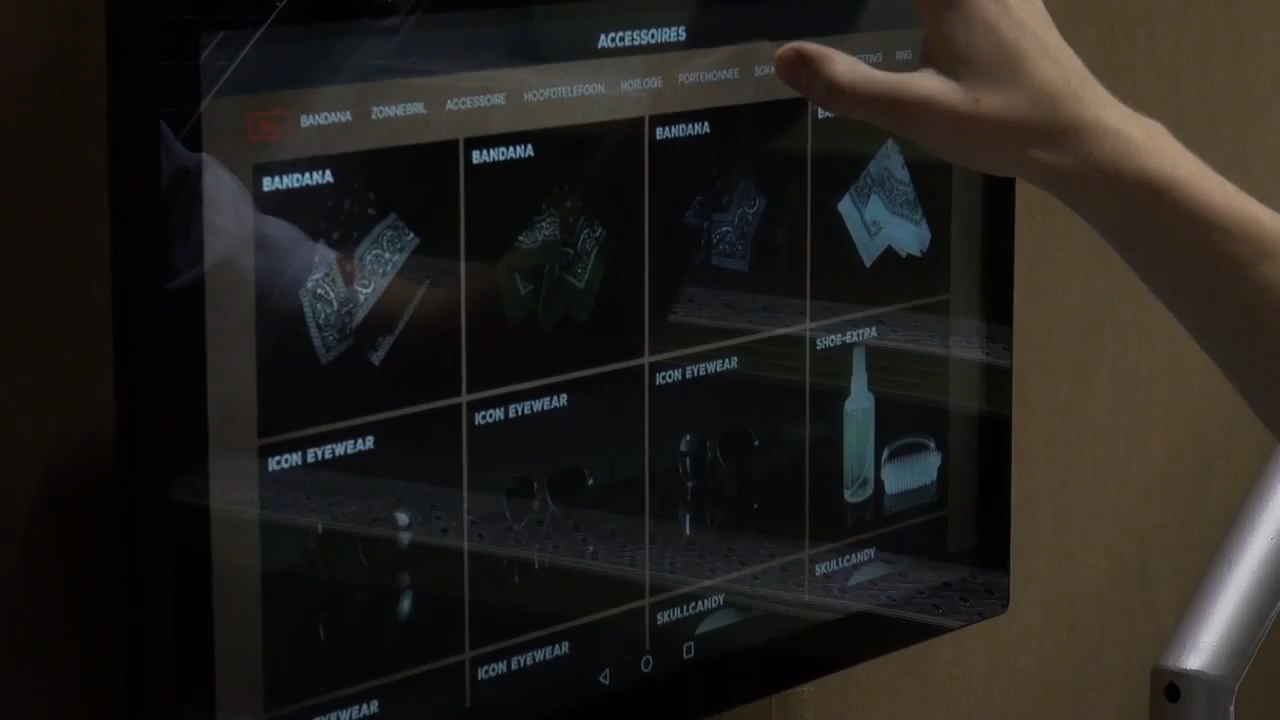 ACCESSOIRES
BANDANA ZONNEBRIL ACCESSOIRE HOOFDTELEFOON HORLOGE PORTEMONNEE RING
BANDANA
BANDANA
BANDANA
ICON EYEWEAR
ICON EYEWEAR
ICON EYEWEAR
SHOE-EXTRA
ICON EYEWEAR
SKULLCANDY
SKULLCANDY